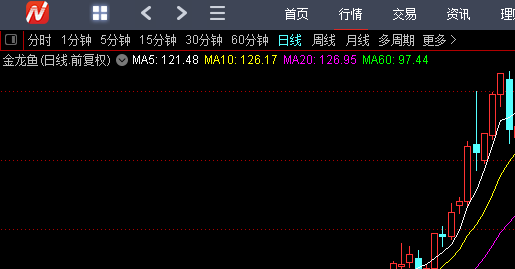 首页 行情 交易 资讯
分时 1分钟 5分钟 15分钟 30分钟 60分钟 日线 周线 月线 多周期 更多 >
金龙鱼(日线.前复权) MA5: 121.48 MA10: 126.17 MA20: 126.95 MA60: 97.44